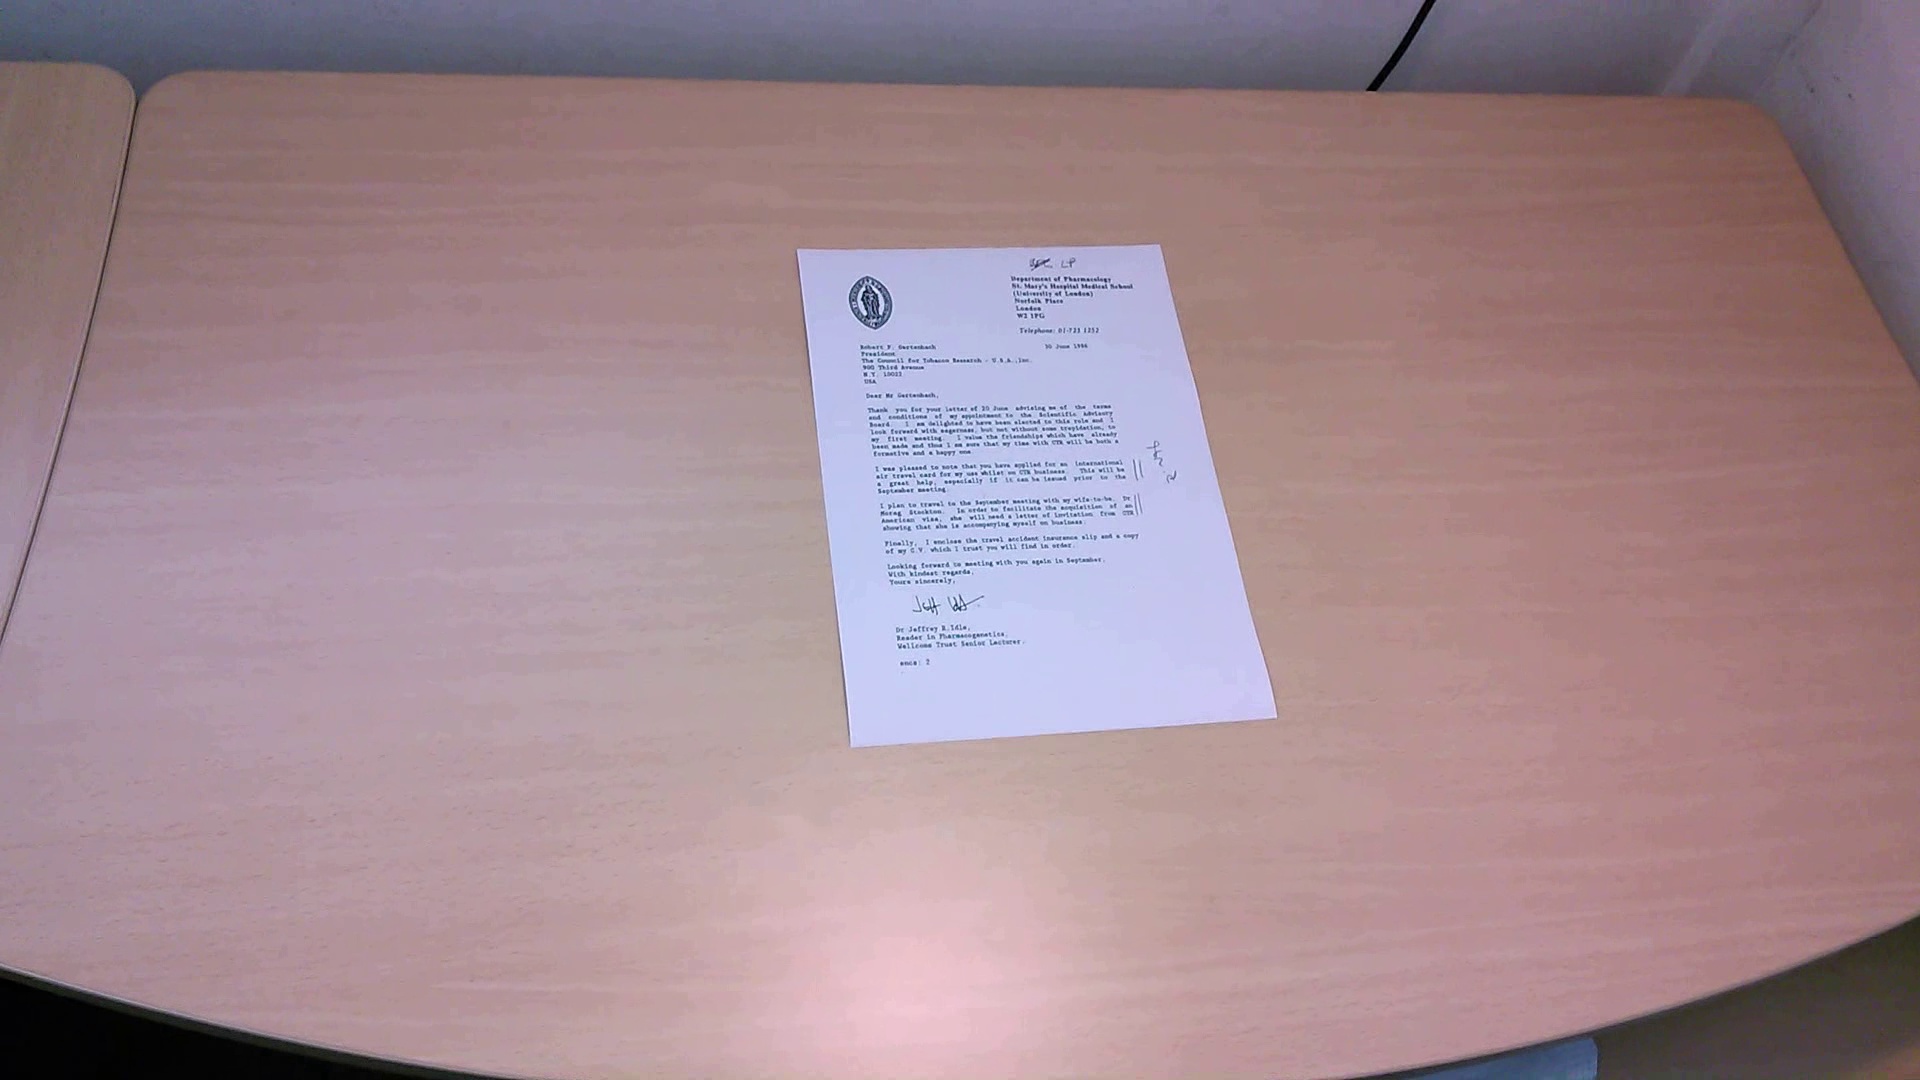 LP
Department of Pharmacology
St. Mary's Hospital Medical School
(University of London)
Norfolk Place
London
W2 1PG
Telephone: 01-723 1252
Robert F. Gertenbach
President
The Council for Tobacco Research - U.S.A.,Inc.
900 Third Avenue
N.Y. 10022
USA
30 June 1986
Dear Mr Gertenbach,
Thank you for your letter of 20 June advising me of the terms
and conditions of my appointment to the Scientific Advisory
Board. I am delighted to have been elected to this role and I
look forward with eagerness, but not without some trepidation, to
my first meeting. I value the friendships which have already
been made and thus I am sure that my time with CTR will be both a
formative and a happy one.
I was pleased to note that you have applied for an international
air travel card for my use whilst on CTR business. This will be
a great help, especially if it can be issued prior to the
September meeting.
I plan to travel to the September meeting with my wife-to-be, Dr
Morag Stockton. In order to facilitate the acquisition of an
American visa, she will need a letter of invitation from CTR
showing that she is accompanying myself on business.
Finally, I enclose the travel accident insurance slip and a copy
of my C.V. which I trust you will find in order.
Looking forward to meeting with you again in September.
With kindest regards,
Yours sincerely,
Dr Jeffrey R. Idle,
Reader in Pharmacogenetics,
Wellcome Trust Senior Lecturer.
encs: 2